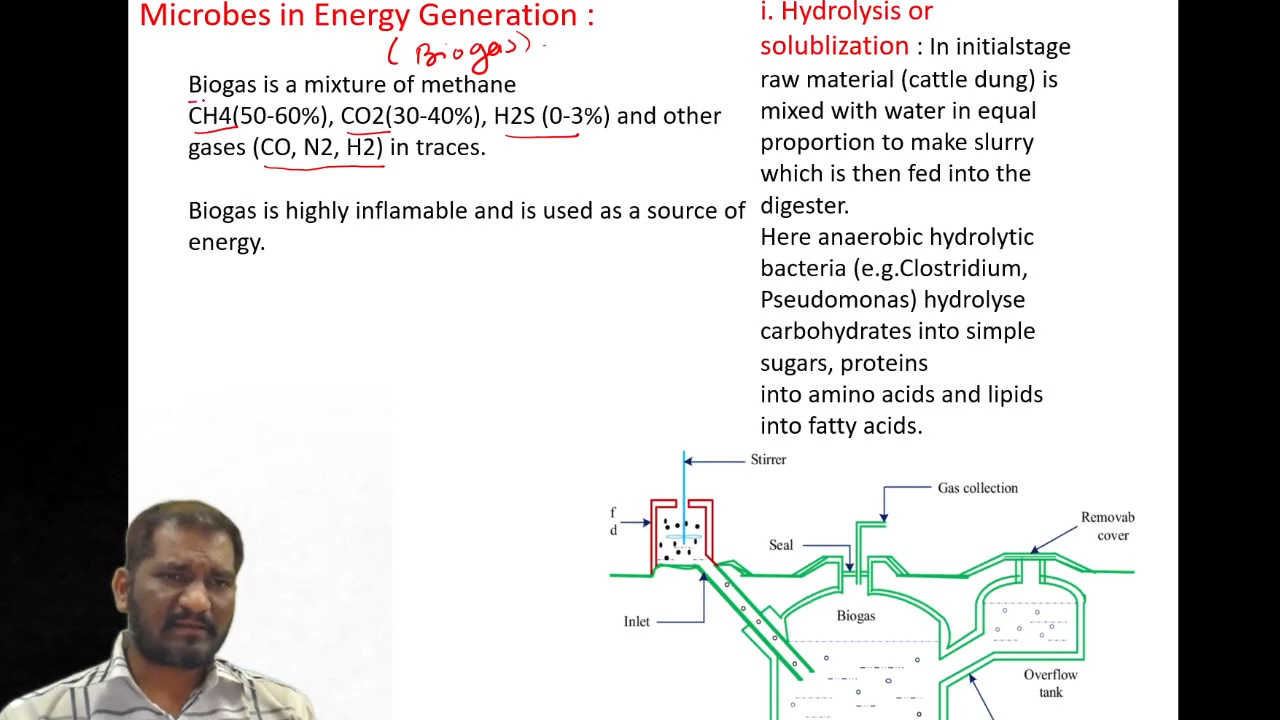 Microbes in Energy Generation :
(Biogas).
Biogas is a mixture of methane
CH4(50-60%), CO2(30-40%), H2S (0-3%) and other
gases (CO, N2, H2) in traces.
Biogas is highly inflamable and is used as a source of
energy.
i. Hydrolysis or
solublization : In initialstage
raw material (cattle dung) is
mixed with water in equal
proportion to make slurry
which is then fed into the
digester.
Here anaerobic hydrolytic
bacteria (e.g.Clostridium,
Pseudomonas) hydrolyse
carbohydrates into simple
sugars, proteins
into amino acids and lipids
into fatty acids.
Stirrer
Gas collection
f
d
Removab
cover
Seal
Inlet
Biogas
Overflow
tank